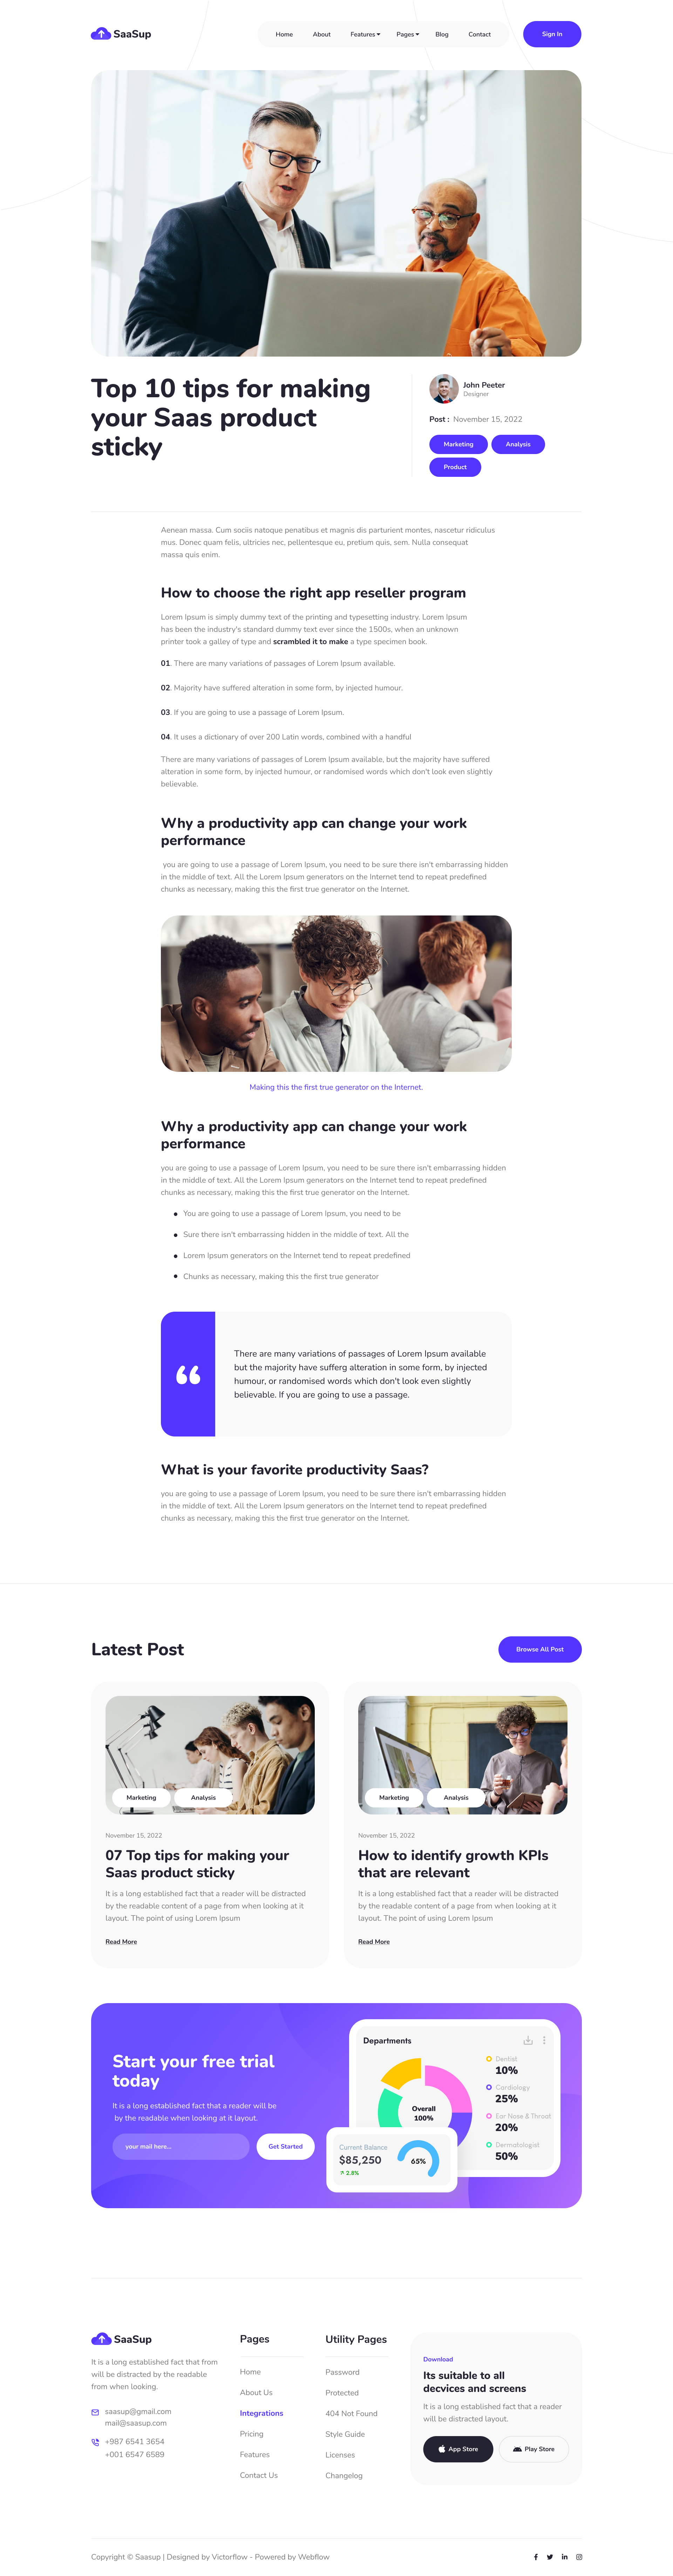 SaaSup
Home About Features Pages Blog Contact
Sign In
Top 10 tips for making
your Saas product
sticky
John Peeter
Designer
Post : November 15, 2022
Marketing Analysis
Product
Aenean massa. Cum sociis natoque penatibus et magnis dis parturient montes, nascetur ridiculus
mus. Donec quam felis, ultricies nec, pellentesque eu, pretium quis, sem. Nulla consequat
massa quis enim.
How to choose the right app reseller program
Lorem Ipsum is simply dummy text of the printing and typesetting industry. Lorem Ipsum
has been the industry's standard dummy text ever since the 1500s, when an unknown
printer took a galley of type and scrambled it to make a type specimen book.
01. There are many variations of passages of Lorem Ipsum available.
02. Majority have suffered alteration in some form, by injected humour.
03. If you are going to use a passage of Lorem Ipsum.
04. It uses a dictionary of over 200 Latin words, combined with a handful
There are many variations of passages of Lorem Ipsum available, but the majority have suffered
alteration in some form, by injected humour, or randomised words which don't look even slightly
believable.
Why a productivity app can change your work
performance
you are going to use a passage of Lorem Ipsum, you need to be sure there isn't embarrassing hidden
in the middle of text. All the Lorem Ipsum generators on the Internet tend to repeat predefined
chunks as necessary, making this the first true generator on the Internet.
Making this the first true generator on the Internet.
Why a productivity app can change your work
performance
you are going to use a passage of Lorem Ipsum, you need to be sure there isn't embarrassing hidden
in the middle of text. All the Lorem Ipsum generators on the Internet tend to repeat predefined
chunks as necessary, making this the first true generator on the Internet.
You are going to use a passage of Lorem Ipsum, you need to be
Sure there isn't embarrassing hidden in the middle of text. All the
Lorem Ipsum generators on the Internet tend to repeat predefined
Chunks as necessary, making this the first true generator
“
There are many variations of passages of Lorem Ipsum available
but the majority have sufferg alteration in some form, by injected
humour, or randomised words which don't look even slightly
believable. If you are going to use a passage.
What is your favorite productivity Saas?
you are going to use a passage of Lorem Ipsum, you need to be sure there isn't embarrassing hidden
in the middle of text. All the Lorem Ipsum generators on the Internet tend to repeat predefined
chunks as necessary, making this the first true generator on the Internet.
Latest Post
Browse All Post
Marketing Analysis
November 15, 2022
07 Top tips for making your
Saas product sticky
It is a long established fact that a reader will be distracted
by the readable content of a page from when looking at it
layout. The point of using Lorem Ipsum
Read More
Marketing Analysis
November 15, 2022
How to identify growth KPIs
that are relevant
It is a long established fact that a reader will be distracted
by the readable content of a page from when looking at it
layout. The point of using Lorem Ipsum
Read More
Start your free trial
today
It is a long established fact that a reader will be
by the readable when looking at it layout.
your mail here...
Get Started
Departments
Overall
100%
Dentist
10%
Cardiology
25%
Ear Nose & Throat
20%
Dermatologist
50%
Current Balance
$85,250
2.8%
65%
SaaSup
It is a long established fact that from
will be distracted by the readable
from when looking.
saasup@gmail.com
mail@saasup.com
+987 6541 3654
+001 6547 6589
Pages
Home
About Us
Integrations
Pricing
Features
Contact Us
Utility Pages
Password
Protected
404 Not Found
Style Guide
Licenses
Changelog
Download
Its suitable to all
decvices and screens
It is a long established fact that a reader
will be distracted layout.
App Store
Play Store
Copyright © Saasup | Designed by Victorflow - Powered by Webflow